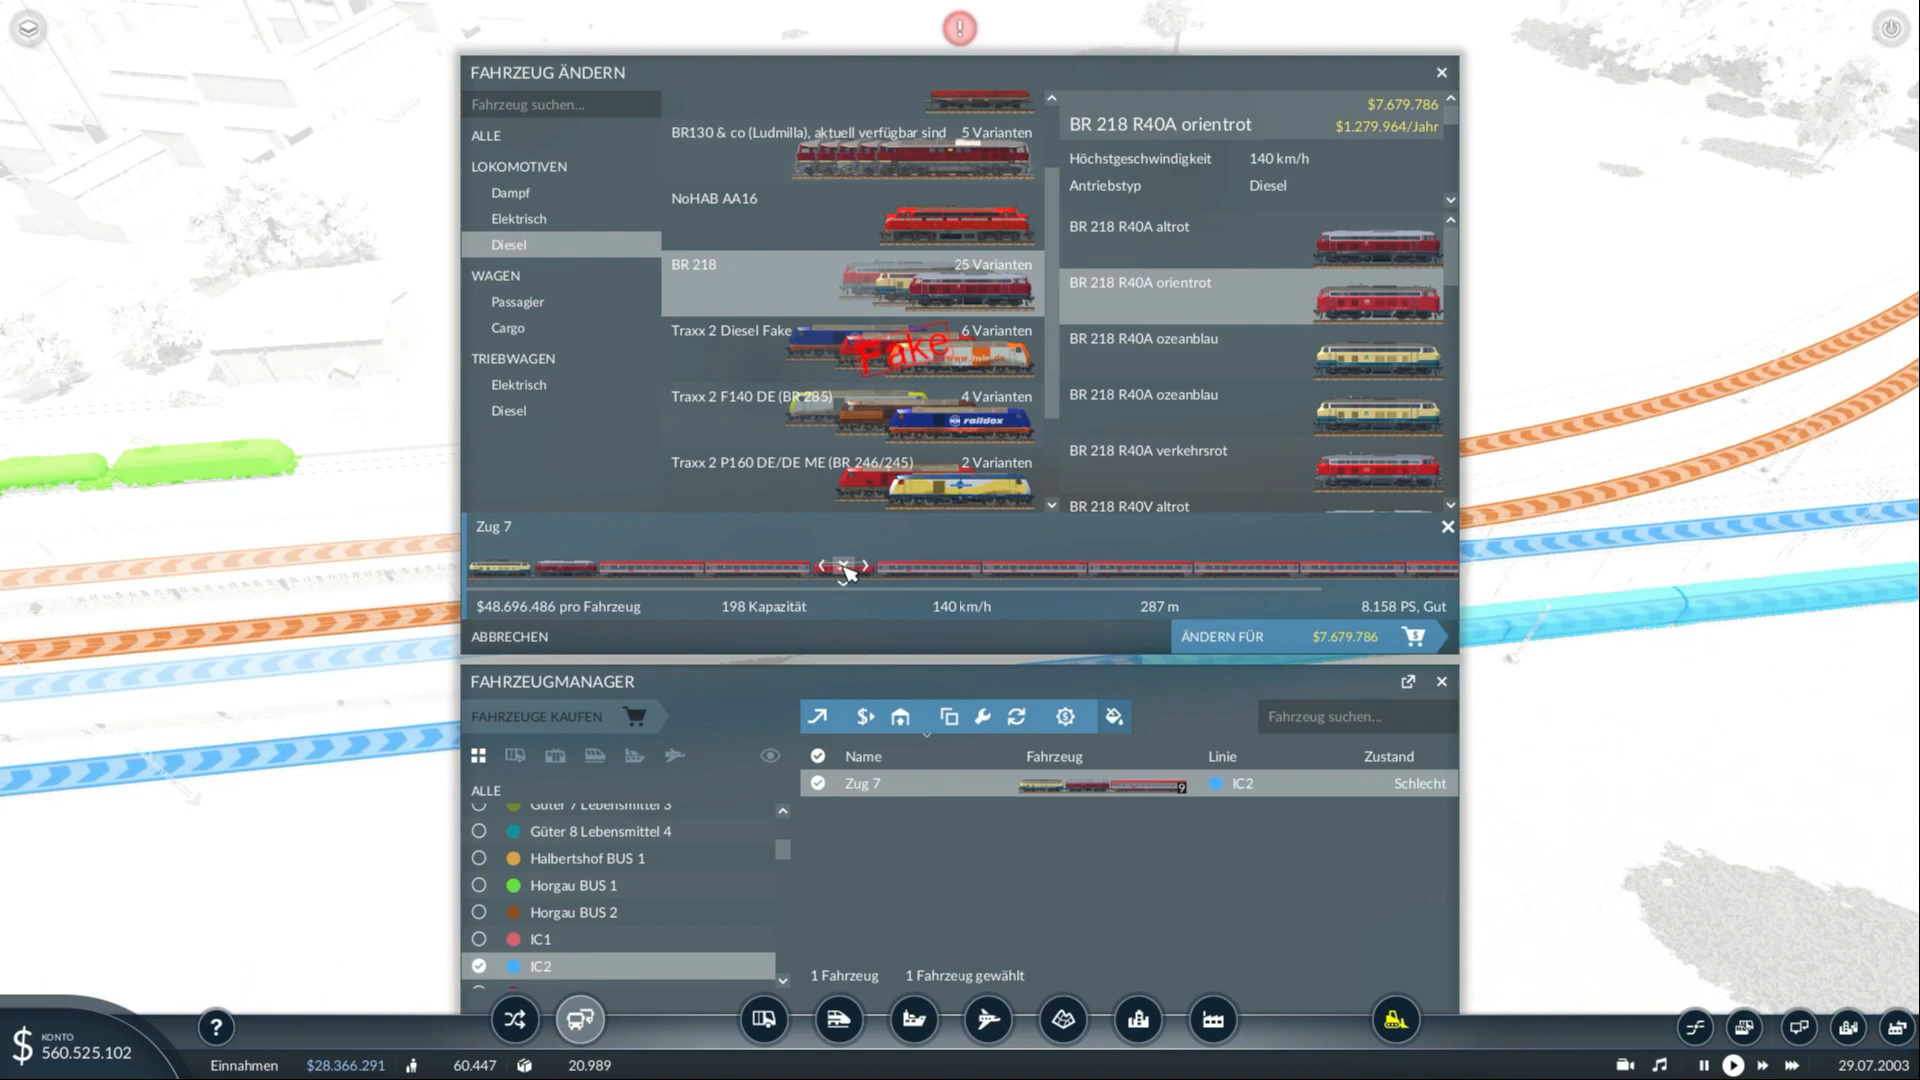 FAHRZEUG ÄNDERN
Fahrzeug suchen...
ALLE
LOKOMOTIVEN
Dampf
Elektrisch
Diesel
WAGEN
Passagier
Cargo
TRIEBWAGEN
Elektrisch
Diesel
BR130 & co (Ludmilla), aktuell verfügbar sind 5 Varianten
NoHAB AA16
BR 218 25 Varianten
Traxx 2 Diesel Fake 6 Varianten
Fake
Traxx 2 F140 DE (BR 285) 4 Varianten
raildox
Traxx 2 P160 DE/DE ME (BR 246/245) 2 Varianten
$7.679.786
BR 218 R40A orientrot $1.279.964/Jahr
Höchstgeschwindigkeit 140 km/h
Antriebstyp Diesel
BR 218 R40A altrot
BR 218 R40A orientrot
BR 218 R40A ozeanblau
BR 218 R40A ozeanblau
BR 218 R40A verkehrsrot
BR 218 R40V altrot
Zug 7
$48.696.486 pro Fahrzeug 198 Kapazität 140 km/h 287 m 8.158 PS, Gut
ABBRECHEN ÄNDERN FÜR $7.679.786
FAHRZEUGMANAGER
FAHRZEUGE KAUFEN
Fahrzeug suchen...
ALLE
Güter 7 Lebensmittel 3
Güter 8 Lebensmittel 4
Halbertshof BUS 1
Horgau BUS 1
Horgau BUS 2
IC1
IC2
Name Fahrzeug Linie Zustand
Zug 7 9 IC2 Schlecht
1 Fahrzeug 1 Fahrzeug gewählt
KONTO
$ 560.525.102
?
Einnahmen $28.366.291 60.447 20.989
29.07.2003